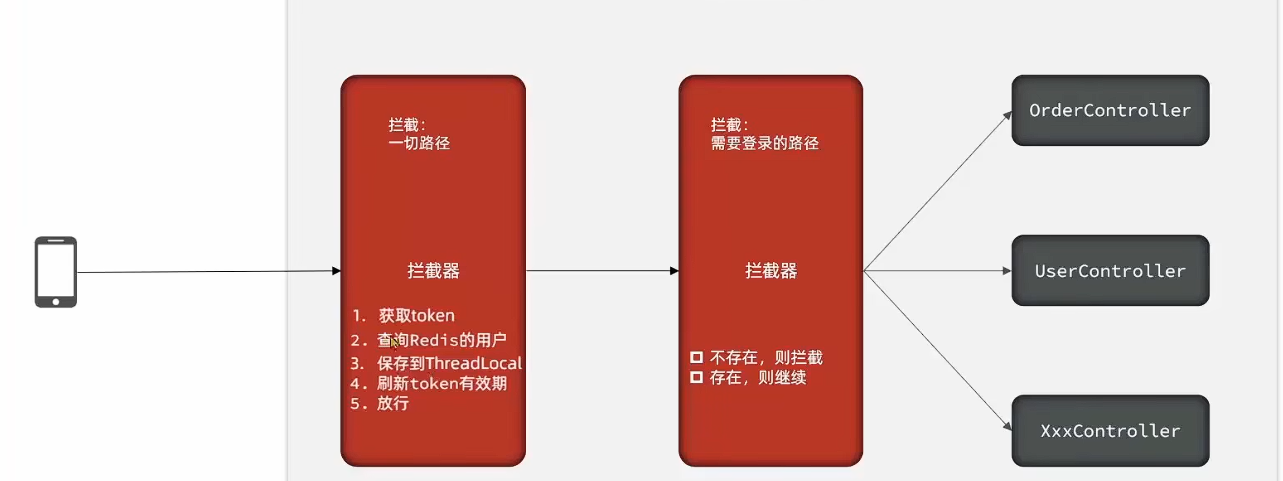 拦截：
一切路径
拦截器
1. 获取token
2. 查询Redis的用户
3. 保存到ThreadLocal
4. 刷新token有效期
5. 放行
拦截：
需要登录的路径
拦截器
不存在，则拦截
存在，则继续
OrderController
UserController
XxxController